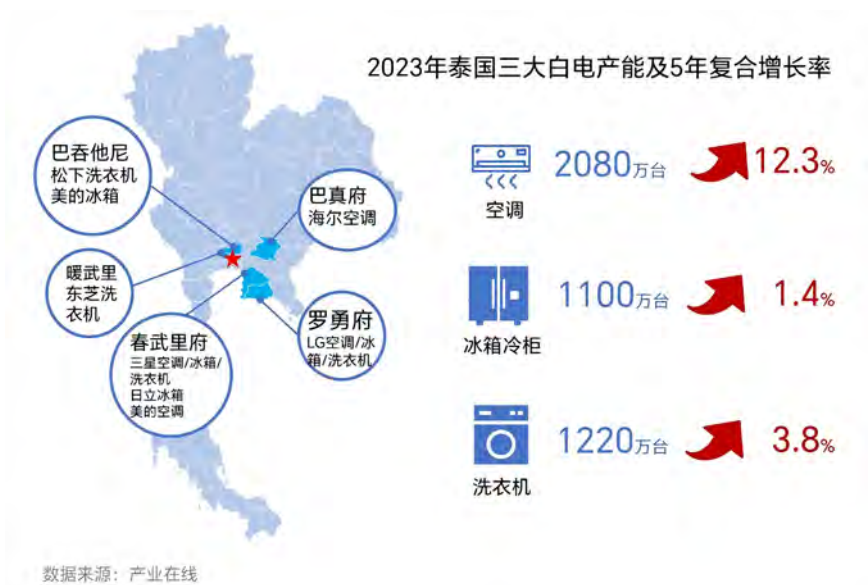 2023年泰国三大白电产能及5年复合增长率
巴吞他尼
松下洗衣机
美的冰箱
巴真府
海尔空调
暖武里
东芝洗
衣机
春武里府
三星空调/冰箱/
洗衣机
日立冰箱
美的空调
罗勇府
LG空调/冰
箱/洗衣机
2080万台 12.3%
空调
1100万台 1.4%
冰箱冷柜
1220万台 3.8%
洗衣机
数据来源：产业在线